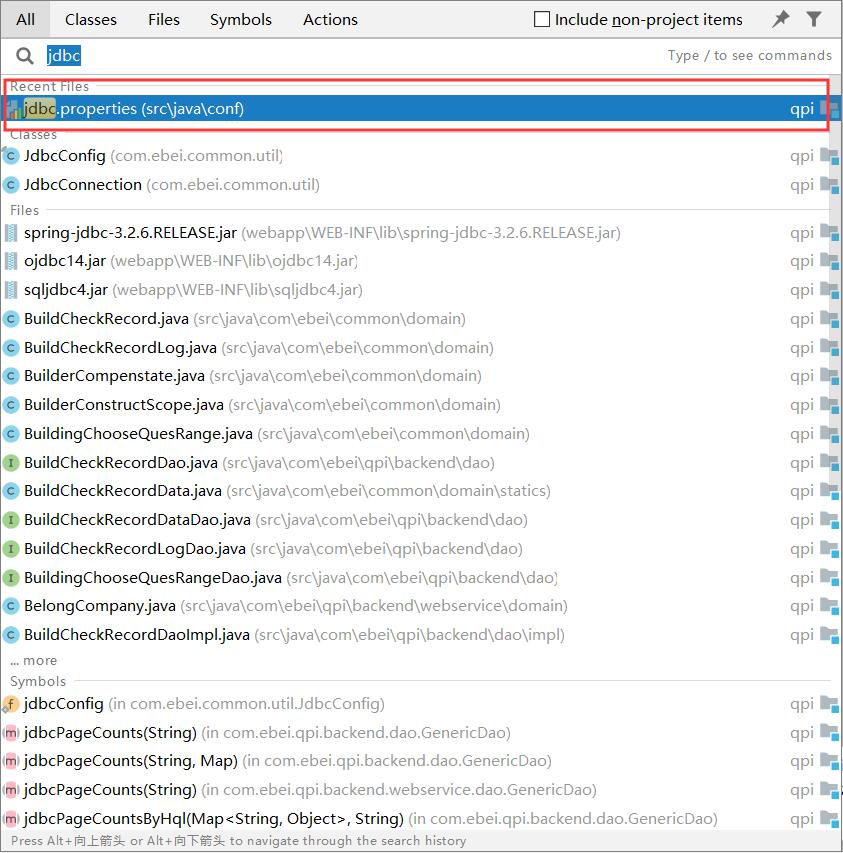 All Classes Files Symbols Actions Include non-project items
jdbc Type / to see commands
Recent Files
jdbc.properties (src\java\conf) qpi
Classes
JdbcConfig (com.ebei.common.util) qpi
JdbcConnection (com.ebei.common.util) qpi
Files
spring-jdbc-3.2.6.RELEASE.jar (webapp\WEB-INF\lib\spring-jdbc-3.2.6.RELEASE.jar) qpi
ojdbc14.jar (webapp\WEB-INF\lib\ojdbc14.jar) qpi
sqljdbc4.jar (webapp\WEB-INF\lib\sqljdbc4.jar) qpi
BuildCheckRecord.java (src\java\com\ebei\common\domain) qpi
BuildCheckRecordLog.java (src\java\com\ebei\common\domain) qpi
BuilderCompenstate.java (src\java\com\ebei\common\domain) qpi
BuilderConstructScope.java (src\java\com\ebei\common\domain) qpi
BuildingChooseQuesRange.java (src\java\com\ebei\common\domain) qpi
BuildCheckRecordDao.java (src\java\com\ebei\qpi\backend\dao) qpi
BuildCheckRecordData.java (src\java\com\ebei\common\domain\statics) qpi
BuildCheckRecordDataDao.java (src\java\com\ebei\qpi\backend\dao) qpi
BuildCheckRecordLogDao.java (src\java\com\ebei\qpi\backend\dao) qpi
BuildingChooseQuesRangeDao.java (src\java\com\ebei\qpi\backend\dao) qpi
BelongCompany.java (src\java\com\ebei\qpi\backend\webservice\domain) qpi
BuildCheckRecordDaoImpl.java (src\java\com\ebei\qpi\backend\dao\impl) qpi
... more
Symbols
jdbcConfig (in com.ebei.common.util.JdbcConfig) qpi
jdbcPageCounts(String) (in com.ebei.qpi.backend.dao.GenericDao) qpi
jdbcPageCounts(String, Map) (in com.ebei.qpi.backend.dao.GenericDao) qpi
jdbcPageCounts(String) (in com.ebei.qpi.backend.webservice.dao.GenericDao) qpi
jdbcPageCountsByHql(Map<String, Object>, String) (in com.ebei.qpi.backend.dao.GenericDao) qpi
Press Alt+向上箭头 or Alt+向下箭头 to navigate through the search history